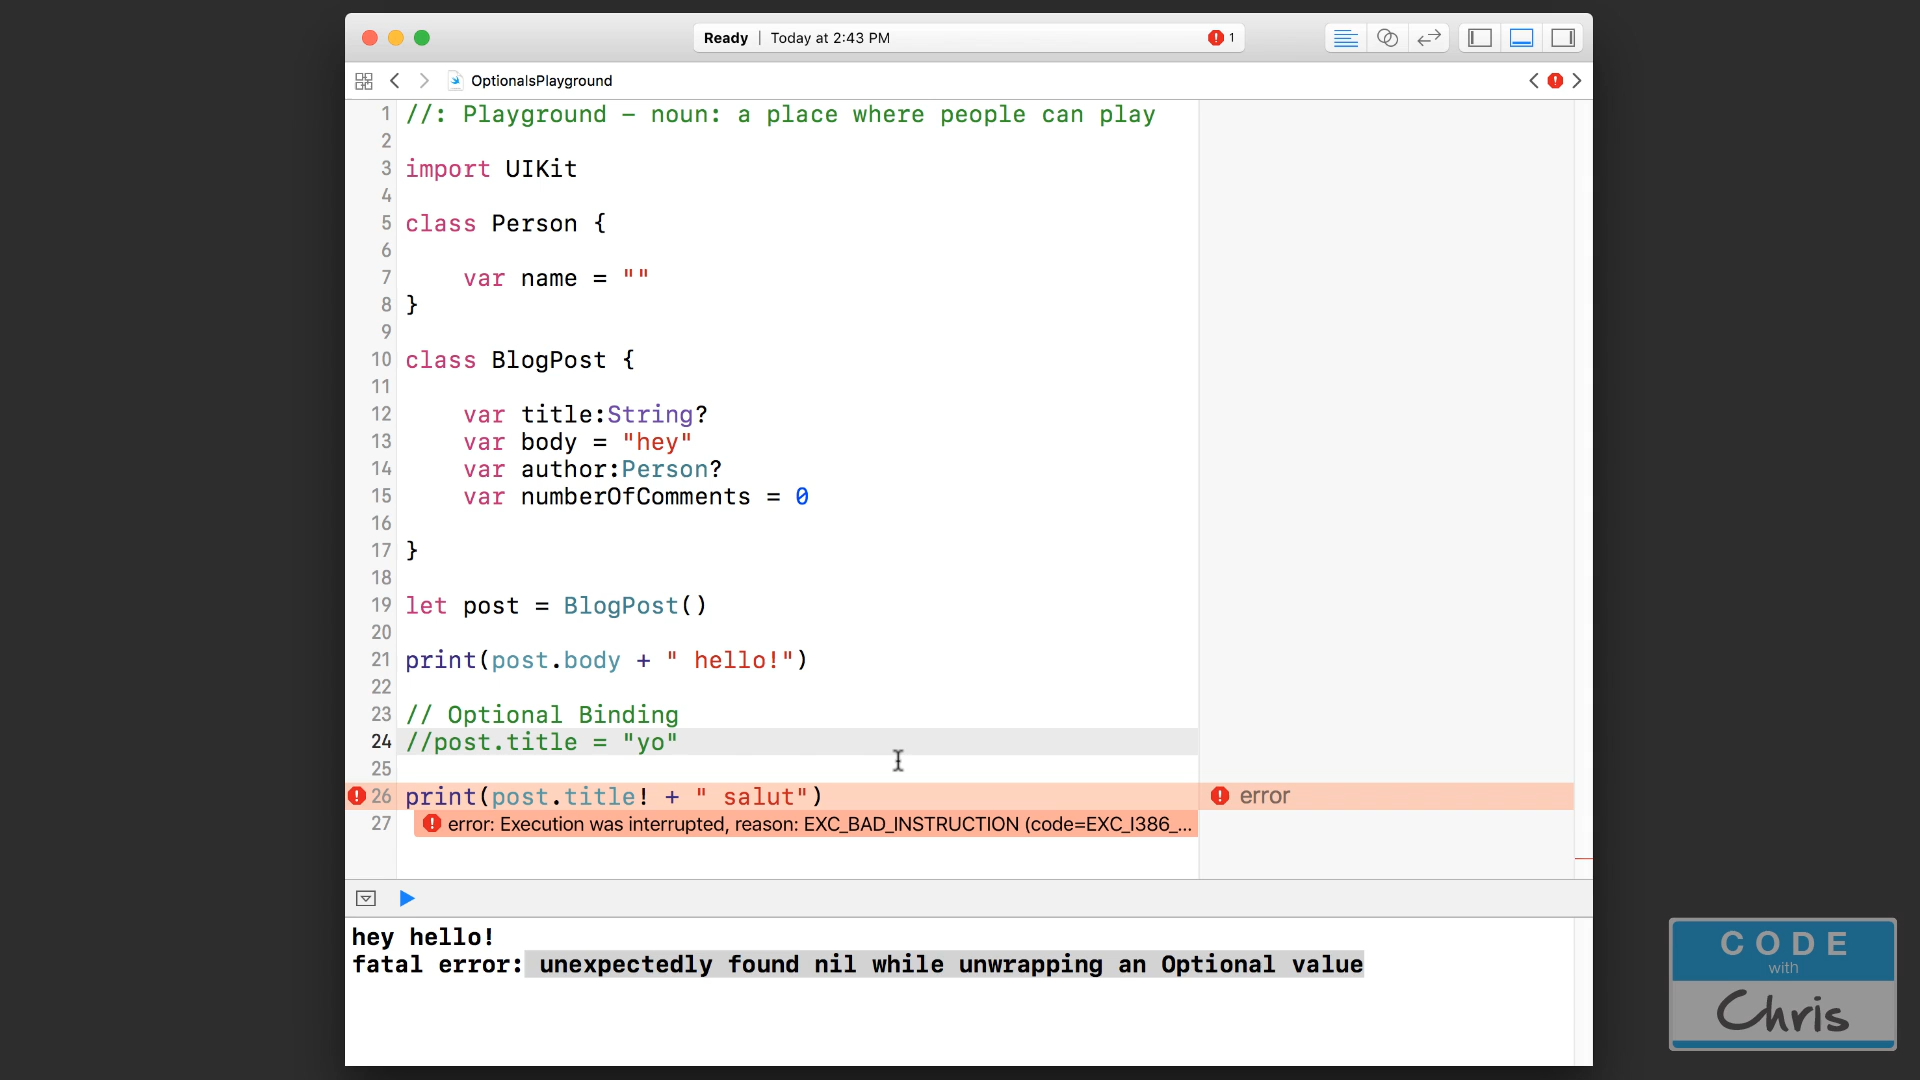 Ready | Today at 2:43 PM 1
OptionalsPlayground
1 //: Playground – noun: a place where people can play
2
3 import UIKit
4
5 class Person {
6
7 var name = ""
8 }
9
10 class BlogPost {
11
12 var title:String?
13 var body = "hey"
14 var author:Person?
15 var numberOfComments = 0
16
17 }
18
19 let post = BlogPost()
20
21 print(post.body + " hello!")
22
23 // Optional Binding
24 //post.title = "yo"
25
26 print(post.title! + " salut") error
27 error: Execution was interrupted, reason: EXC_BAD_INSTRUCTION (code=EXC_I386_...
hey hello!
fatal error: unexpectedly found nil while unwrapping an Optional value
CODE
with
Chris